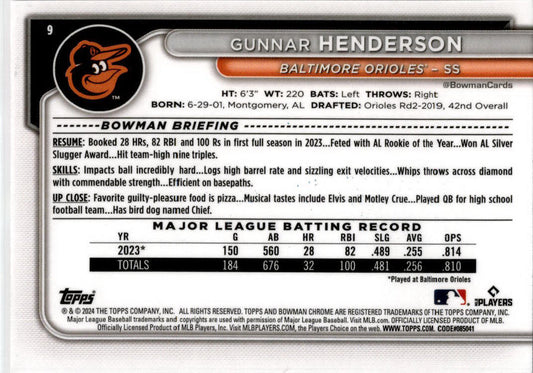 9
GUNNAR HENDERSON
BALTIMORE ORIOLES® – SS
@BowmanCards
HT: 6'3" WT: 220 BATS: Left THROWS: Right
BORN: 6-29-01, Montgomery, AL DRAFTED: Orioles Rd2-2019, 42nd Overall
BOWMAN BRIEFING
RESUME: Booked 28 HRs, 82 RBI and 100 Rs in first full season in 2023...Feted with AL Rookie of the Year...Won AL Silver
Slugger Award...Hit team-high nine triples.
SKILLS: Impacts ball incredibly hard...Logs high barrel rate and sizzling exit velocities...Whips throws across diamond
with commendable strength...Efficient on basepaths.
UP CLOSE: Favorite guilty-pleasure food is pizza...Musical tastes include Elvis and Motley Crue...Played QB for high school
football team...Has bird dog named Chief.
MAJOR LEAGUE BATTING RECORD
YR G AB HR RBI SLG AVG OPS
2023* 150 560 28 82 .489 .255 .814
TOTALS 184 676 32 100 .481 .256 .810
*Played at Baltimore Orioles
Topps
TM
MLB PLAYERS
® & © 2024 THE TOPPS COMPANY, INC. ALL RIGHTS RESERVED. TOPPS AND BOWMAN CHROME ARE REGISTERED TRADEMARKS OF THE TOPPS COMPANY, INC.
Major League Baseball trademarks and copyrights are used with permission of Major League Baseball. Visit MLB.com. OFFICIALLY LICENSED PRODUCT OF MLB PLAYERS, INC.
Officially Licensed Product of MLB Players, Inc. Visit MLBPLAYERS.COM, the Players Choice on the web. WWW.TOPPS.COM. CODE#085041